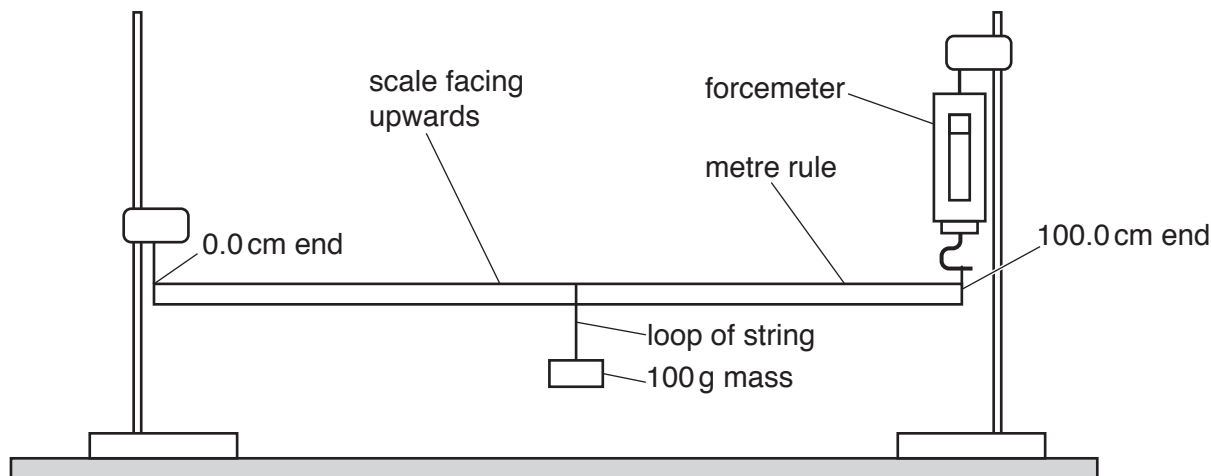 scale facing
upwards
forcemeter
metre rule
0.0 cm end
100.0 cm end
loop of string
100 g mass